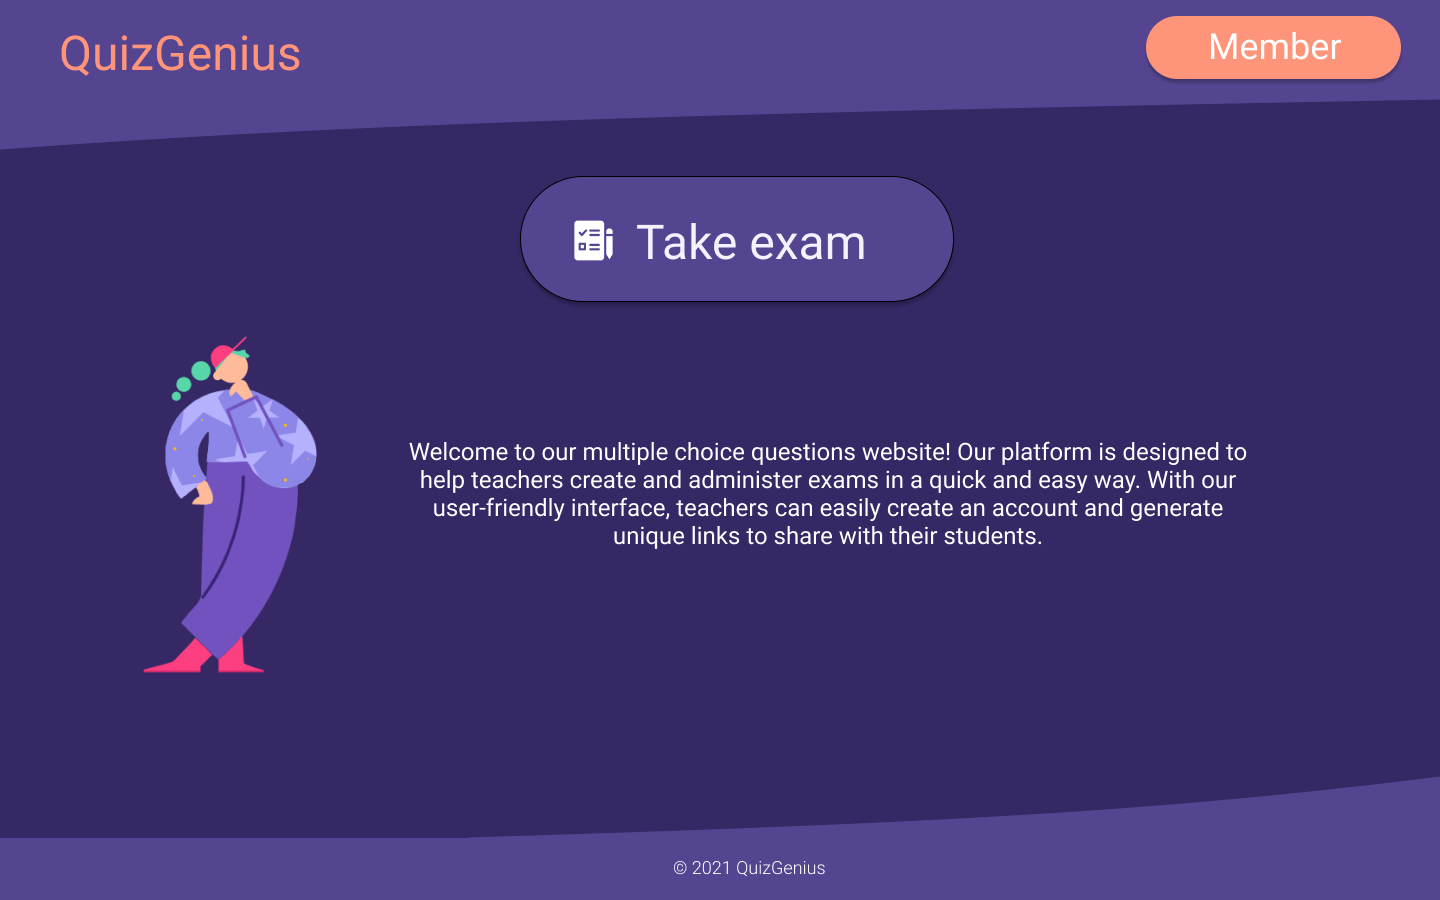 QuizGenius
Member
Take exam
Welcome to our multiple choice questions website! Our platform is designed to
help teachers create and administer exams in a quick and easy way. With our
user-friendly interface, teachers can easily create an account and generate
unique links to share with their students.
© 2021 QuizGenius